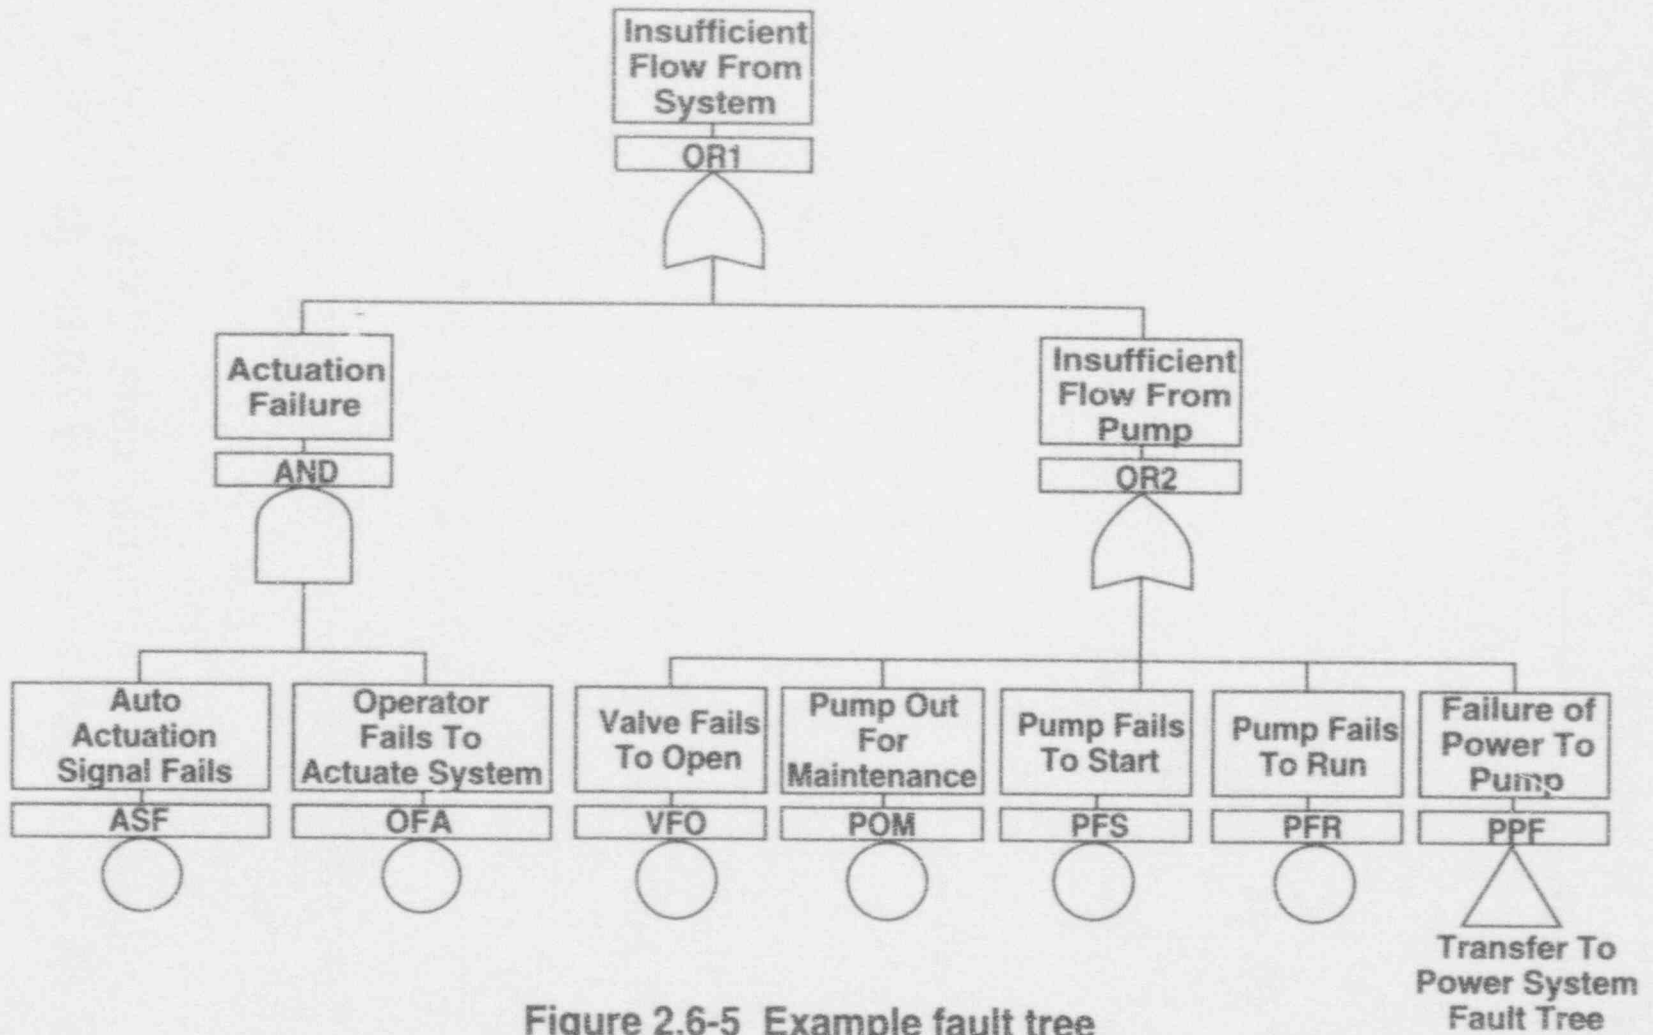 Insufficient
Flow From
System
OR1
Actuation
Failure
AND
Insufficient
Flow From
Pump
OR2
Auto
Actuation
Signal Fails
ASF
Operator
Fails To
Actuate System
OFA
Valve Fails
To Open
VFO
Pump Out
For
Maintenance
POM
Pump Fails
To Start
PFS
Pump Fails
To Run
PFR
Failure of
Power To
Pump
PPF
Transfer To
Power System
Fault Tree
Figure 2.6-5 Example fault tree